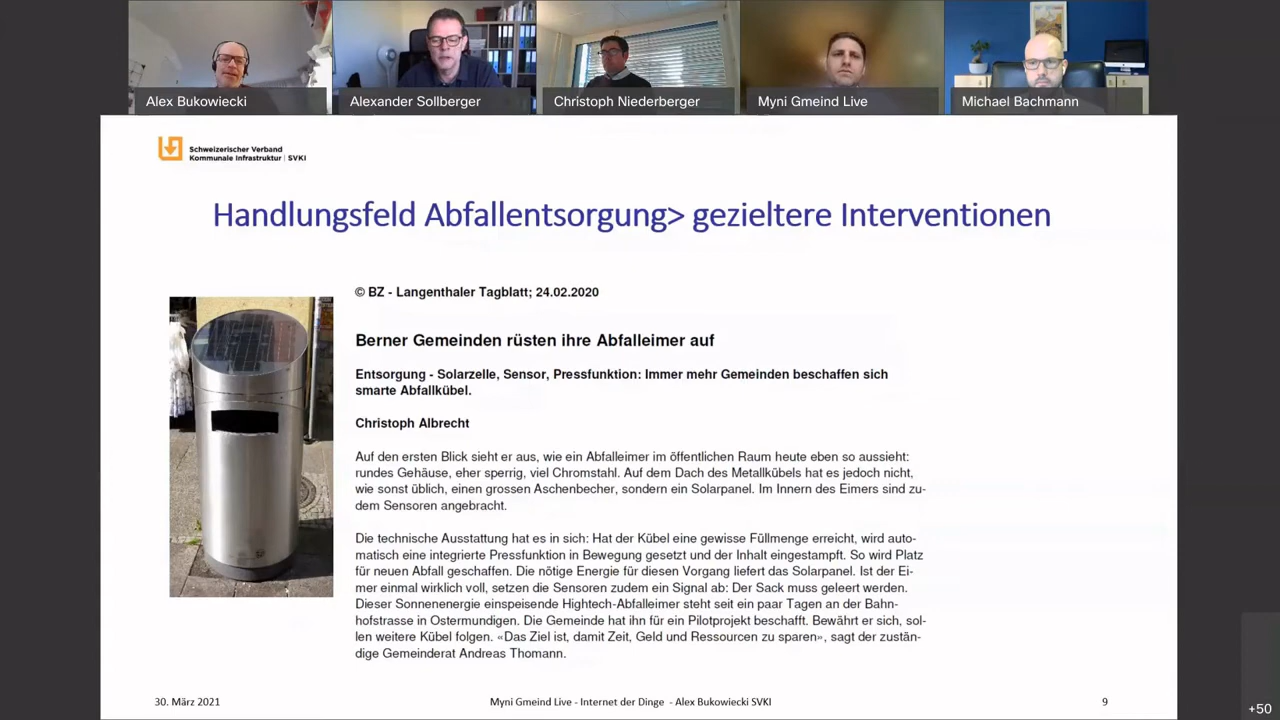 Alex Bukowiecki
Alexander Sollberger
Christoph Niederberger
Myni Gmeind Live
Michael Bachmann
Schweizerischer Verband
Kommunale Infrastruktur | SVKI
Handlungsfeld Abfallentsorgung> gezieltere Interventionen
© BZ - Langenthaler Tagblatt; 24.02.2020
Berner Gemeinden rüsten ihre Abfalleimer auf
Entsorgung - Solarzelle, Sensor, Pressfunktion: Immer mehr Gemeinden beschaffen sich
smarte Abfallkübel.
Christoph Albrecht
Auf den ersten Blick sieht er aus, wie ein Abfalleimer im öffentlichen Raum heute eben so aussieht:
rundes Gehäuse, eher sperrig, viel Chromstahl. Auf dem Dach des Metallkübels hat es jedoch nicht,
wie sonst üblich, einen grossen Aschenbecher, sondern ein Solarpanel. Im Innern des Eimers sind zu-
dem Sensoren angebracht.
Die technische Ausstattung hat es in sich: Hat der Kübel eine gewisse Füllmenge erreicht, wird auto-
matisch eine integrierte Pressfunktion in Bewegung gesetzt und der Inhalt eingestampft. So wird Platz
für neuen Abfall geschaffen. Die nötige Energie für diesen Vorgang liefert das Solarpanel. Ist der Ei-
mer einmal wirklich voll, setzen die Sensoren zudem ein Signal ab: Der Sack muss geleert werden.
Dieser Sonnenenergie einspeisende Hightech-Abfalleimer steht seit ein paar Tagen an der Bahn-
hofstrasse in Ostermundigen. Die Gemeinde hat ihn für ein Pilotprojekt beschafft. Bewährt er sich, sol-
len weitere Kübel folgen. «Das Ziel ist, damit Zeit, Geld und Ressourcen zu sparen», sagt der zustän-
dige Gemeinderat Andreas Thomann.
30. März 2021
Myni Gmeind Live - Internet der Dinge - Alex Bukowiecki SVKI
9
+50